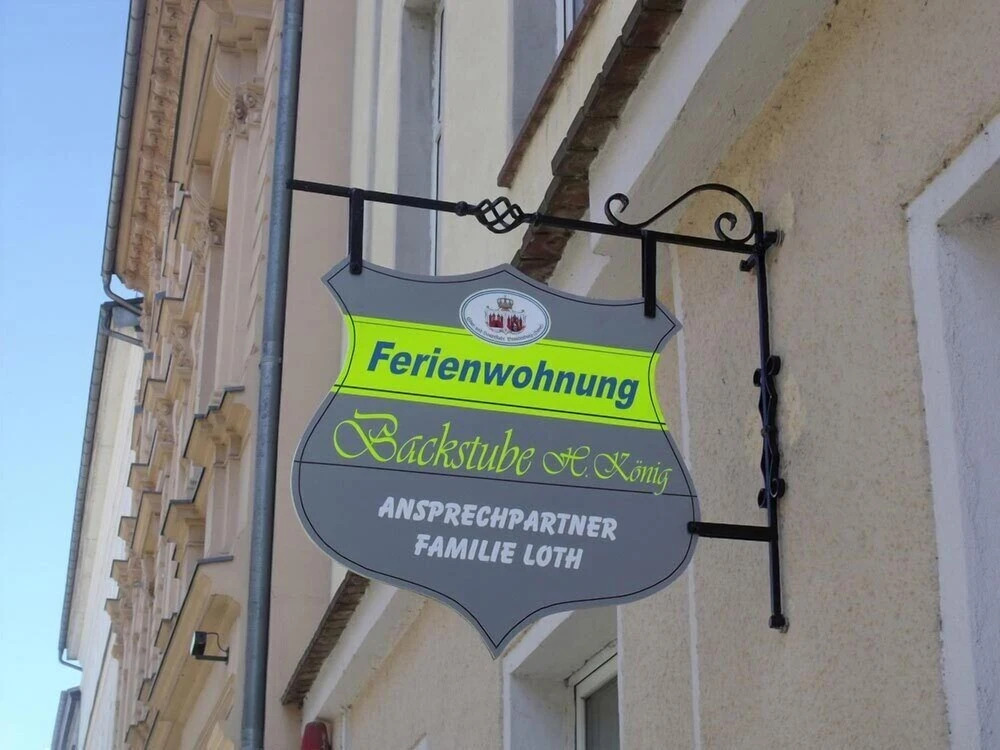 Ferienwohnung
Backstube H. König
ANSPRECHPARTNER
FAMILIE LOTH